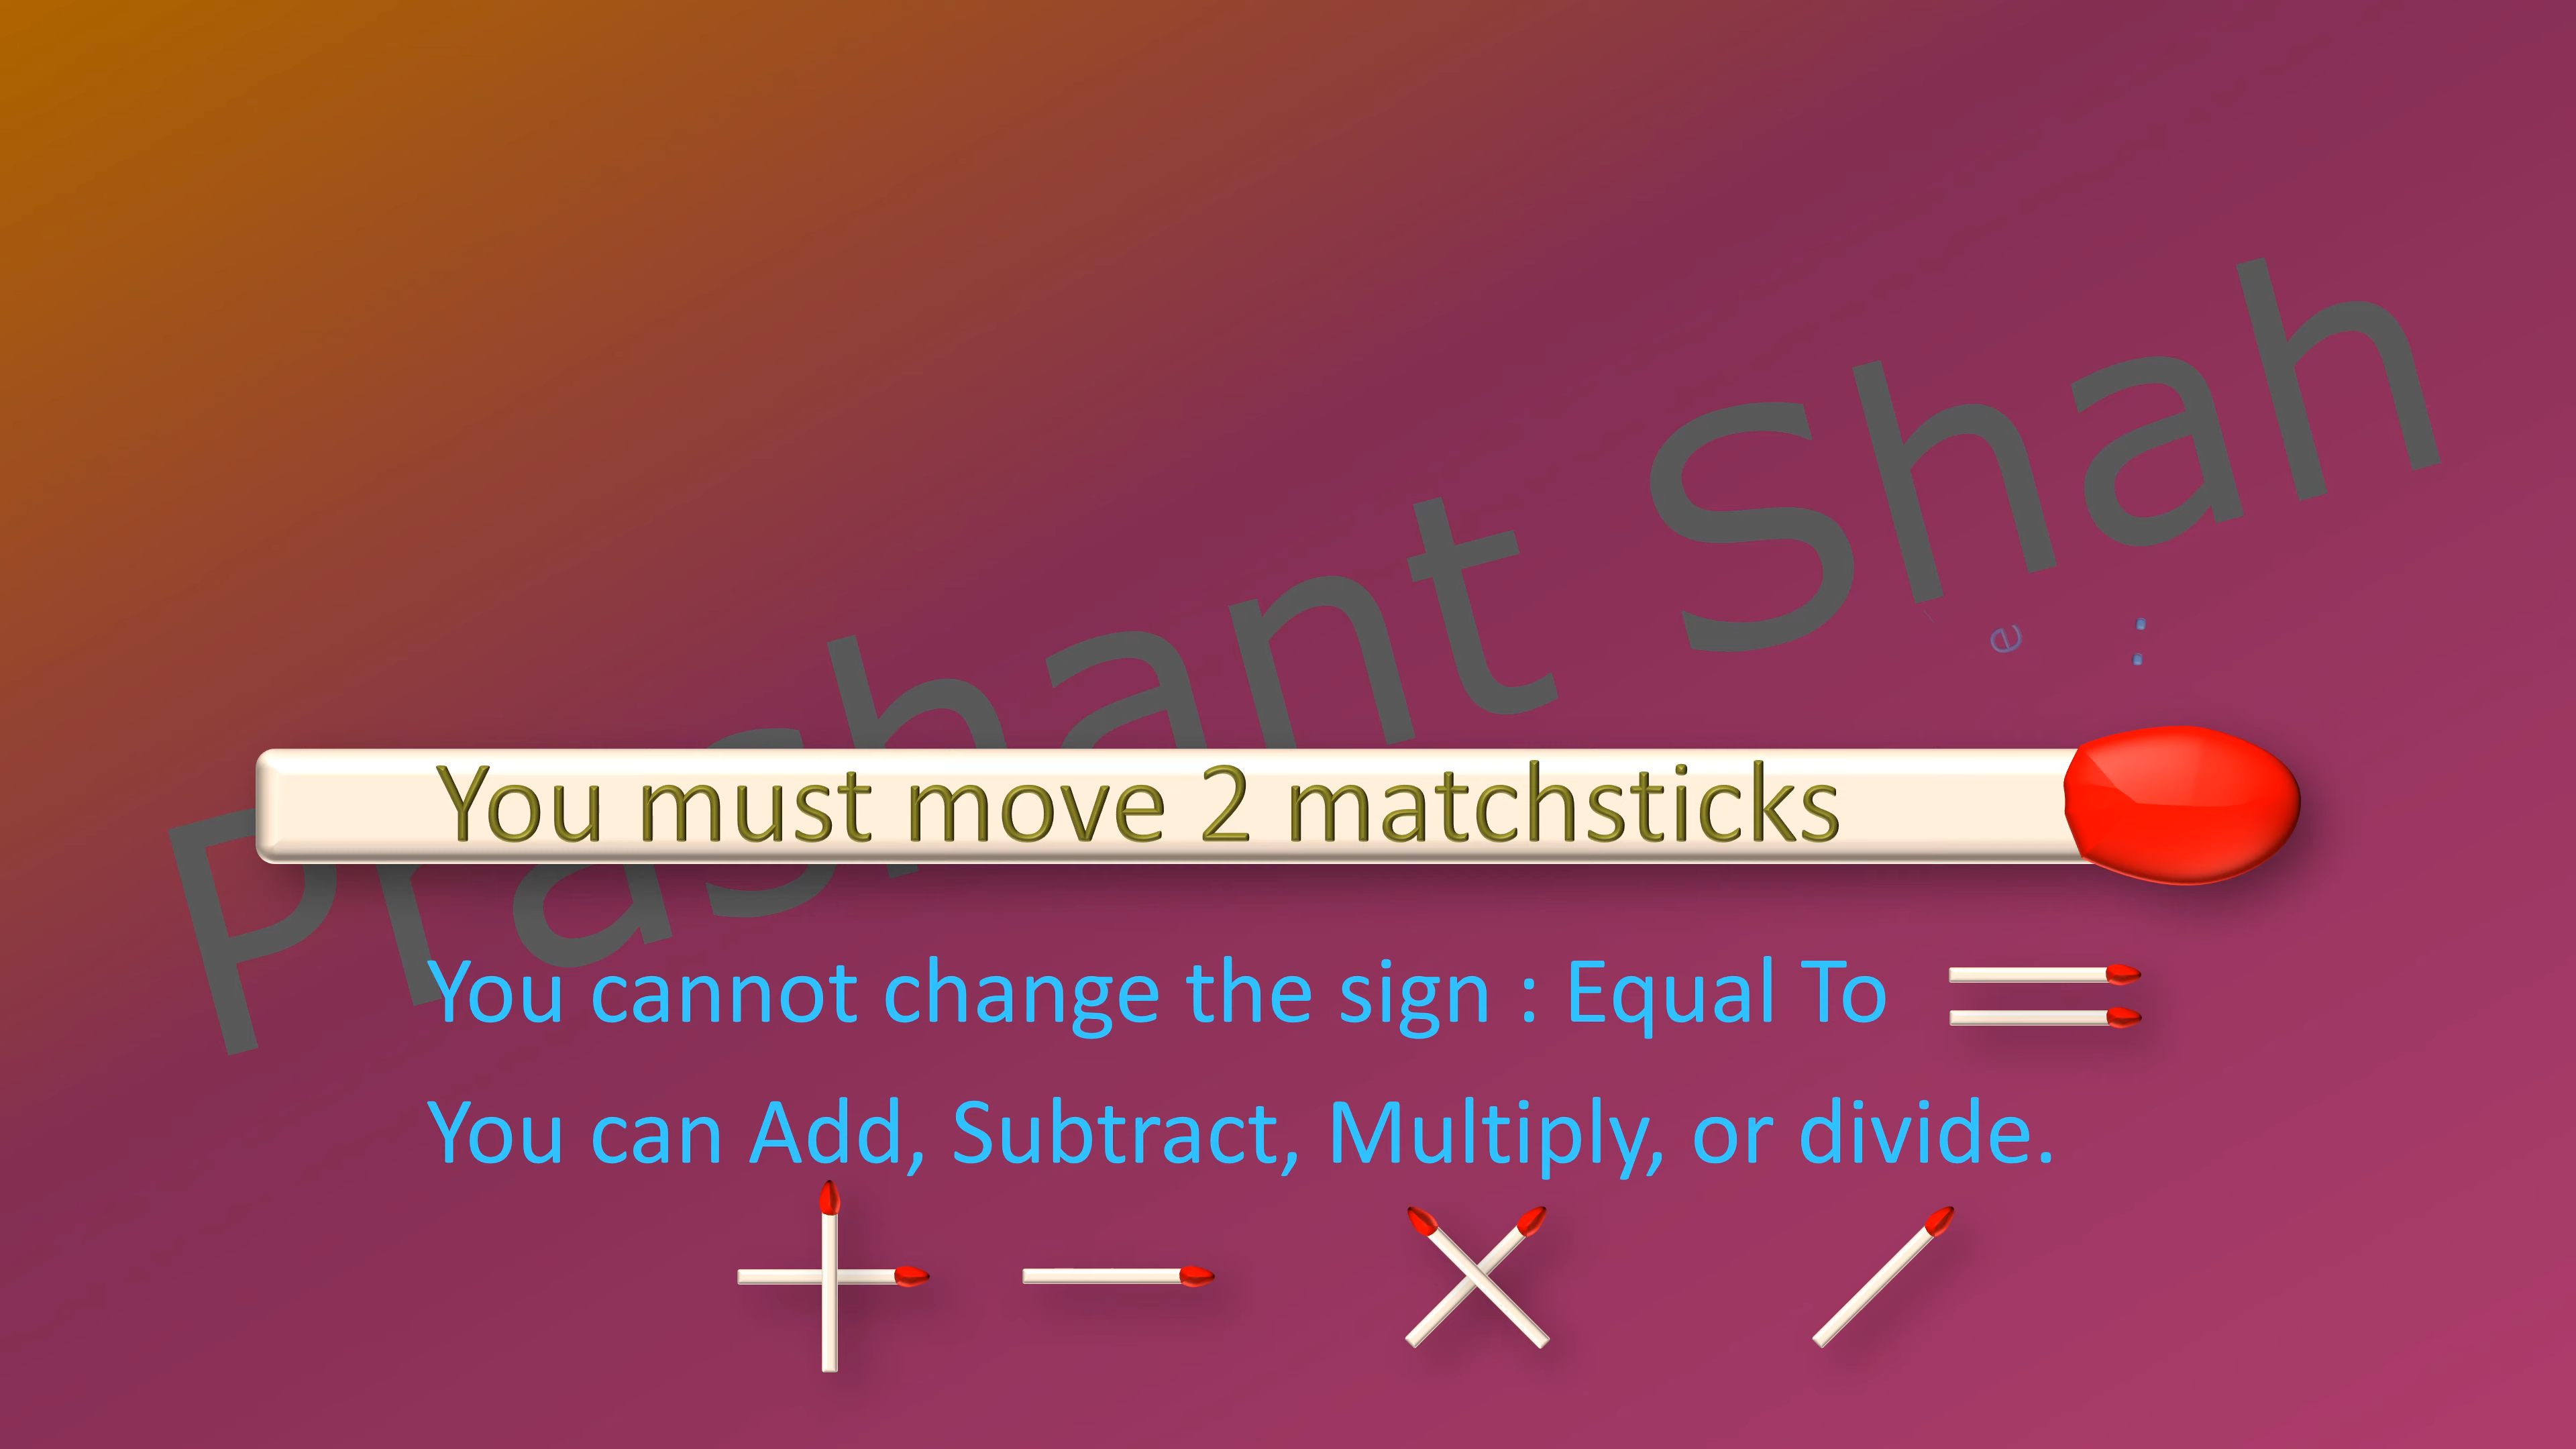 Prashant Shah
e :
You must move 2 matchsticks
You cannot change the sign : Equal To =
You can Add, Subtract, Multiply, or divide.
+ − × /